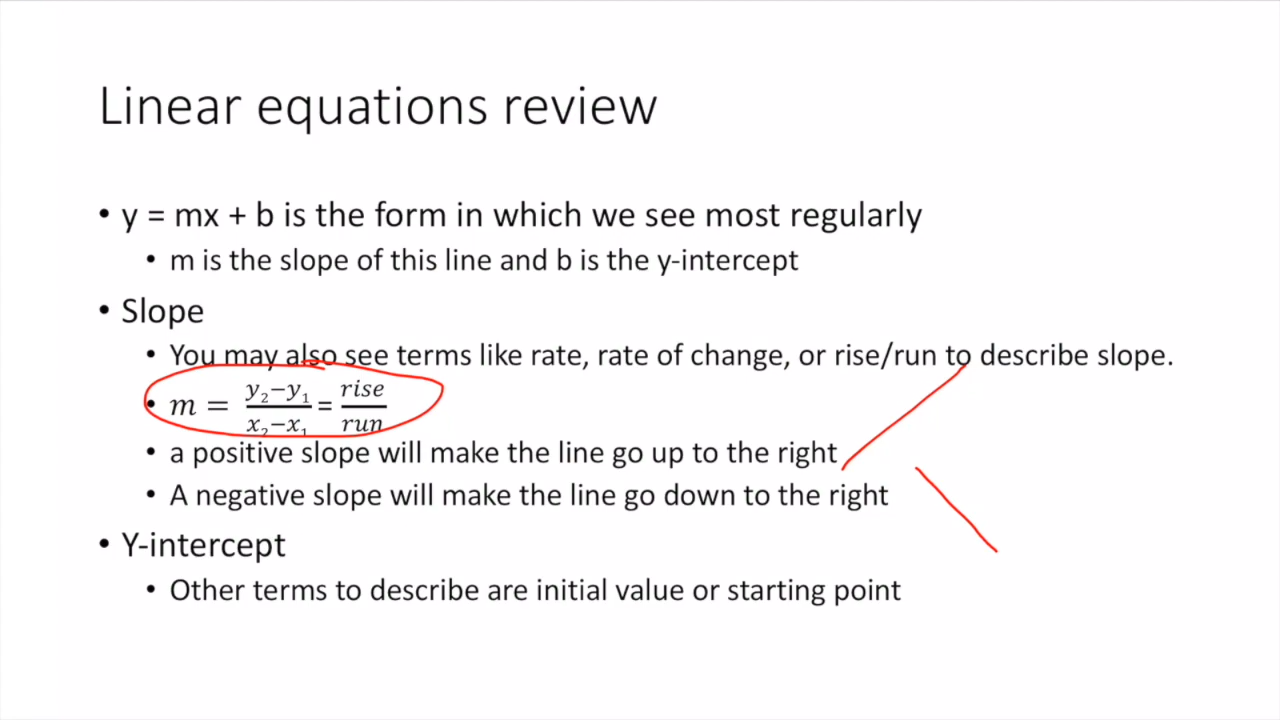 Linear equations review
• y = mx + b is the form in which we see most regularly
• m is the slope of this line and b is the y-intercept
• Slope
• You may also see terms like rate, rate of change, or rise/run to describe slope.
• m = (y₂−y₁)/(x₂−x₁) = rise/run
• a positive slope will make the line go up to the right
• A negative slope will make the line go down to the right
• Y-intercept
• Other terms to describe are initial value or starting point